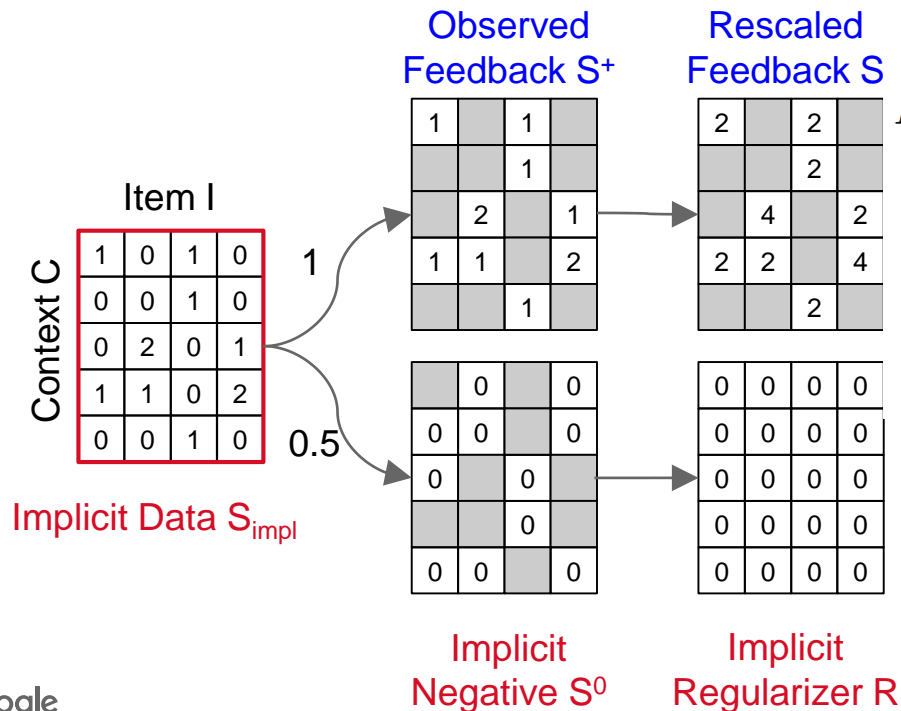 Observed
Feedback S⁺
Rescaled
Feedback S
1 1
1
2 1
1 1 2
1
2 2
2
4 2
2 2 4
2
Item I
Context C
1 0 1 0
0 0 1 0
0 2 0 1
1 1 0 2
0 0 1 0
1
0.5
Implicit Data S_impl
0 0
0 0 0
0 0
0
0 0 0
0 0 0 0
0 0 0 0
0 0 0 0
0 0 0 0
0 0 0 0
Implicit
Negative S⁰
Implicit
Regularizer R